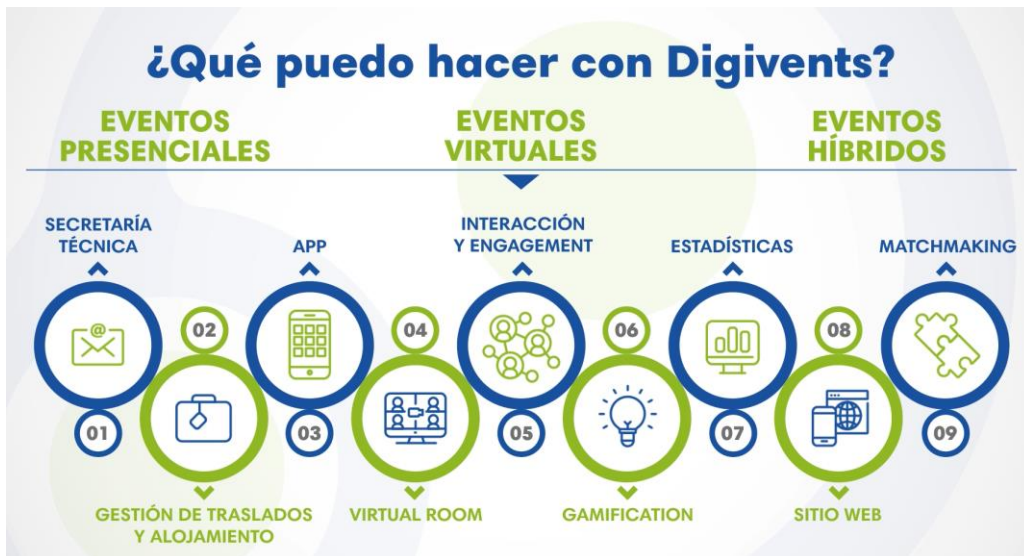 ¿Qué puedo hacer con Digivents?
EVENTOS
PRESENCIALES
EVENTOS
VIRTUALES
EVENTOS
HÍBRIDOS
SECRETARÍA
TÉCNICA
APP
INTERACCIÓN
Y ENGAGEMENT
ESTADÍSTICAS
MATCHMAKING
@
02
04
06
08
01
03
05
07
09
GESTIÓN DE TRASLADOS
Y ALOJAMIENTO
VIRTUAL ROOM
GAMIFICATION
SITIO WEB